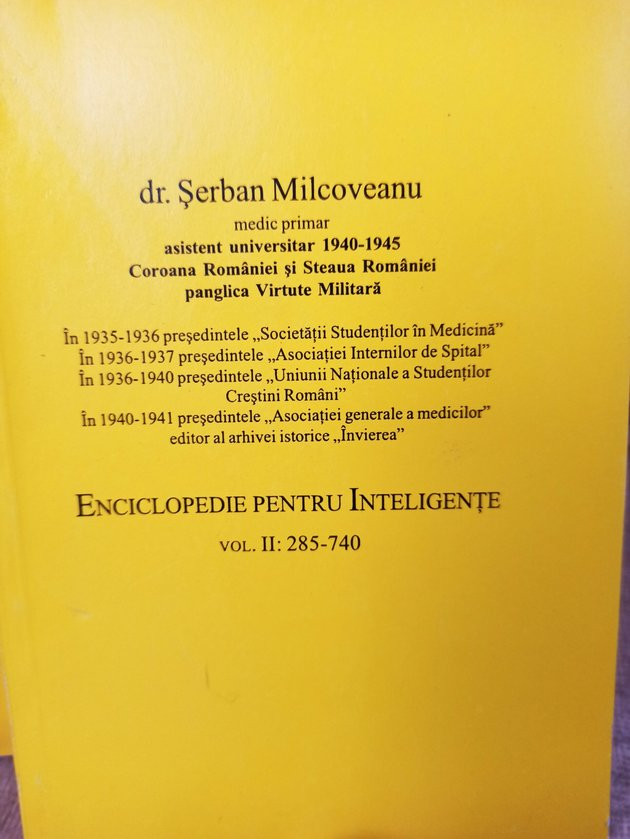 dr. Şerban Milcoveanu
medic primar
asistent universitar 1940-1945
Coroana României şi Steaua României
panglica Virtute Militară
În 1935-1936 preşedintele „Societăţii Studenţilor în Medicină”
În 1936-1937 preşedintele „Asociaţiei Internilor de Spital”
În 1936-1940 preşedintele „Uniunii Naţionale a Studenţilor
Creştini Români”
În 1940-1941 preşedintele „Asociaţiei generale a medicilor”
editor al arhivei istorice „Învierea”
ENCICLOPEDIE PENTRU INTELIGENŢE
VOL. II: 285-740